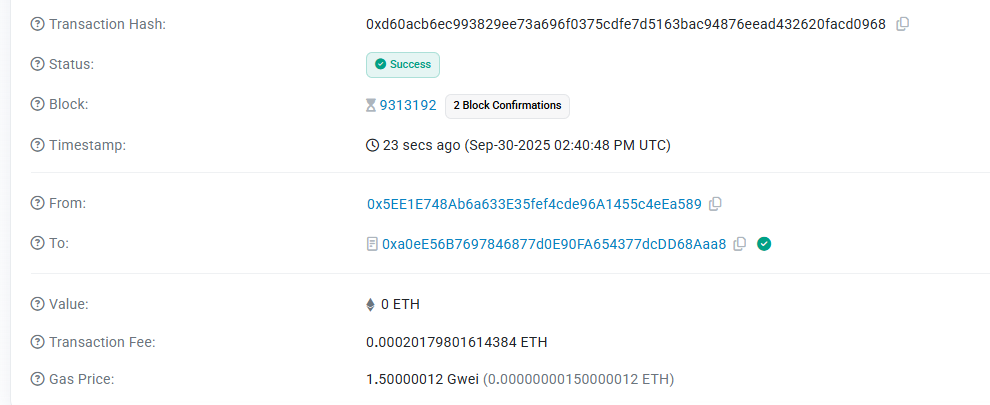 Transaction Hash: 0xd60acb6ec993829ee73a696f0375cdfe7d5163bac94876eead432620facd0968
Status: Success
Block: 9313192 2 Block Confirmations
Timestamp: 23 secs ago (Sep-30-2025 02:40:48 PM UTC)
From: 0x5EE1E748Ab6a633E35fef4cde96A1455c4eEa589
To: 0xa0eE56B7697846877d0E90FA654377dcDD68Aaa8
Value: 0 ETH
Transaction Fee: 0.00020179801614384 ETH
Gas Price: 1.50000012 Gwei (0.00000000150000012 ETH)